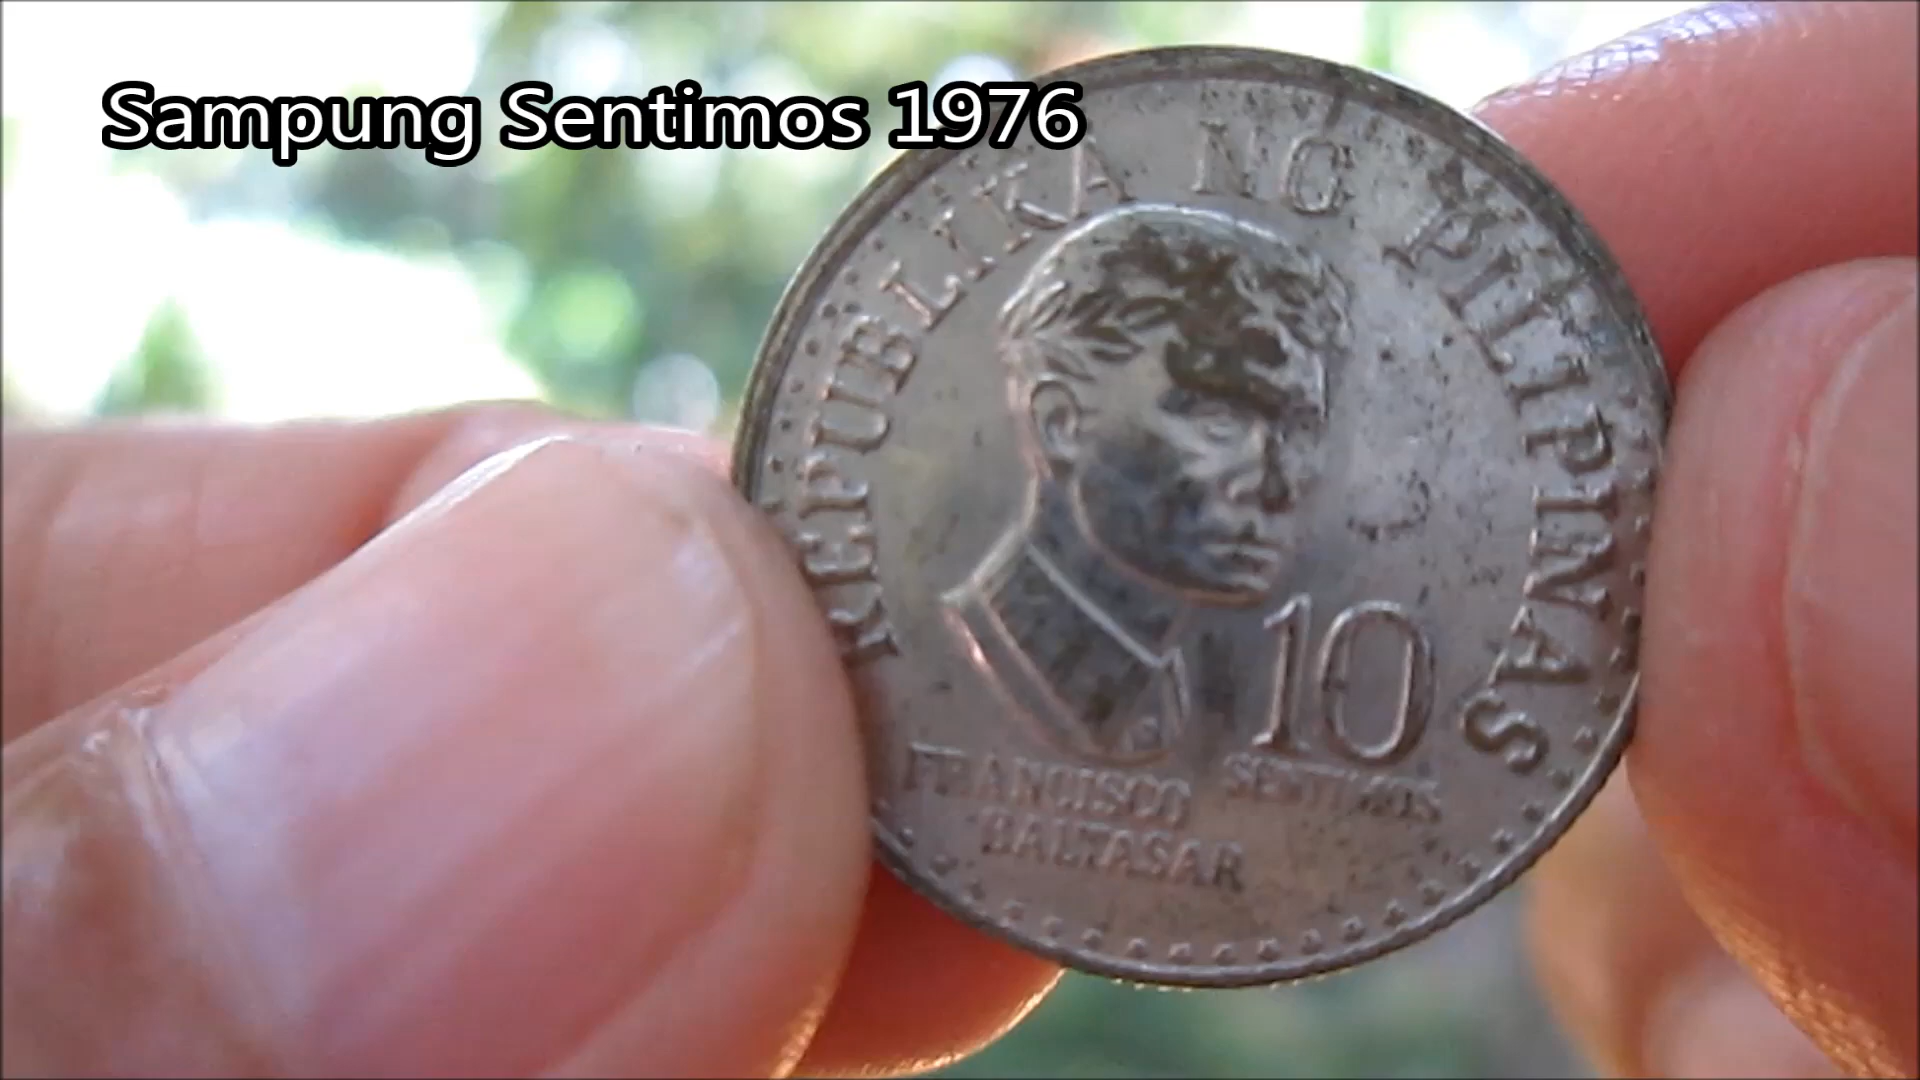 Sampung Sentimos 1976
REPUBLIKA NG PILIPINAS
10
SENTIMOS
FRANCISCO
BALTASAR